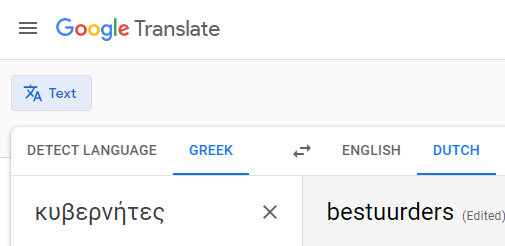 Google Translate
Text
DETECT LANGUAGE GREEK ENGLISH DUTCH
κυβερνήτες bestuurders (Edited)